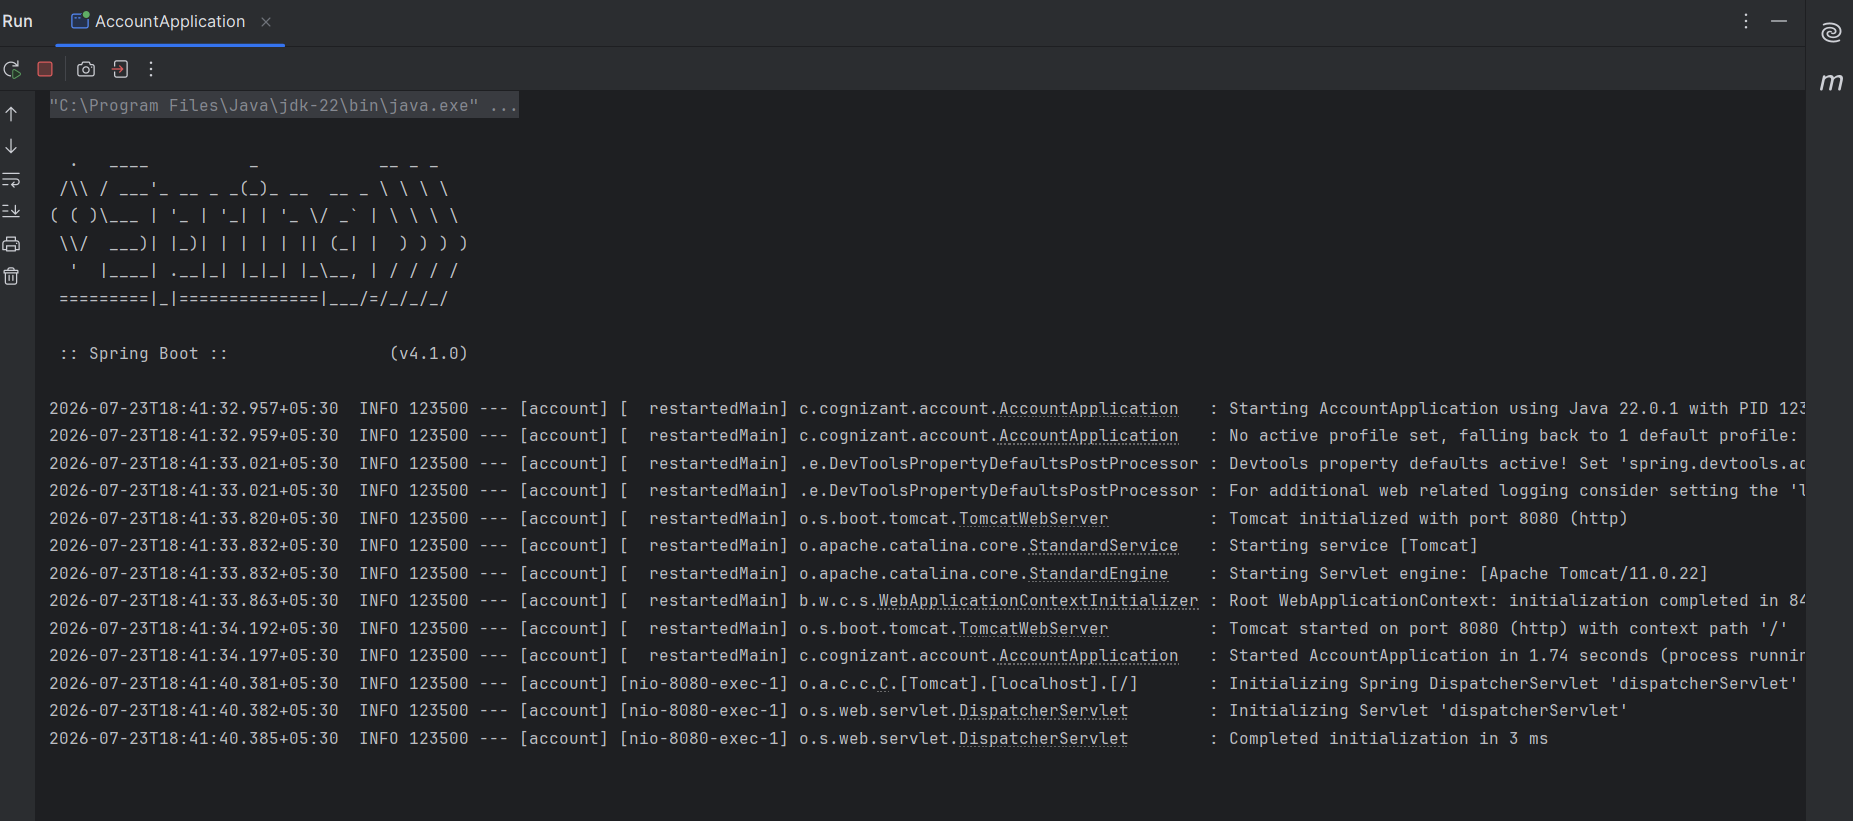 Run AccountApplication
"C:\Program Files\Java\jdk-22\bin\java.exe" ...
  .   ____          _            __ _ _
 /\\ / ___'_ __ _ _(_)_ __  __ _ \ \ \ \
( ( )\___ | '_ | '_| | '_ \/ _` | \ \ \ \
 \\/  ___)| |_)| | | | | || (_| |  ) ) ) )
  '  |____| .__|_| |_|_| |_\__, | / / / /
 =========|_|==============|___/=/_/_/_/
 :: Spring Boot ::                (v4.1.0)
2026-07-23T18:41:32.957+05:30  INFO 123500 --- [account] [  restartedMain] c.cognizant.account.AccountApplication   : Starting AccountApplication using Java 22.0.1 with PID 123
2026-07-23T18:41:32.959+05:30  INFO 123500 --- [account] [  restartedMain] c.cognizant.account.AccountApplication   : No active profile set, falling back to 1 default profile:
2026-07-23T18:41:33.021+05:30  INFO 123500 --- [account] [  restartedMain] .e.DevToolsPropertyDefaultsPostProcessor : Devtools property defaults active! Set 'spring.devtools.ad
2026-07-23T18:41:33.021+05:30  INFO 123500 --- [account] [  restartedMain] .e.DevToolsPropertyDefaultsPostProcessor : For additional web related logging consider setting the 'l
2026-07-23T18:41:33.820+05:30  INFO 123500 --- [account] [  restartedMain] o.s.boot.tomcat.TomcatWebServer          : Tomcat initialized with port 8080 (http)
2026-07-23T18:41:33.832+05:30  INFO 123500 --- [account] [  restartedMain] o.apache.catalina.core.StandardService   : Starting service [Tomcat]
2026-07-23T18:41:33.832+05:30  INFO 123500 --- [account] [  restartedMain] o.apache.catalina.core.StandardEngine    : Starting Servlet engine: [Apache Tomcat/11.0.22]
2026-07-23T18:41:33.863+05:30  INFO 123500 --- [account] [  restartedMain] b.w.c.s.WebApplicationContextInitializer : Root WebApplicationContext: initialization completed in 84
2026-07-23T18:41:34.192+05:30  INFO 123500 --- [account] [  restartedMain] o.s.boot.tomcat.TomcatWebServer          : Tomcat started on port 8080 (http) with context path '/'
2026-07-23T18:41:34.197+05:30  INFO 123500 --- [account] [  restartedMain] c.cognizant.account.AccountApplication   : Started AccountApplication in 1.74 seconds (process runnin
2026-07-23T18:41:40.381+05:30  INFO 123500 --- [account] [nio-8080-exec-1] o.a.c.c.C.[Tomcat].[localhost].[/]       : Initializing Spring DispatcherServlet 'dispatcherServlet'
2026-07-23T18:41:40.382+05:30  INFO 123500 --- [account] [nio-8080-exec-1] o.s.web.servlet.DispatcherServlet        : Initializing Servlet 'dispatcherServlet'
2026-07-23T18:41:40.385+05:30  INFO 123500 --- [account] [nio-8080-exec-1] o.s.web.servlet.DispatcherServlet        : Completed initialization in 3 ms